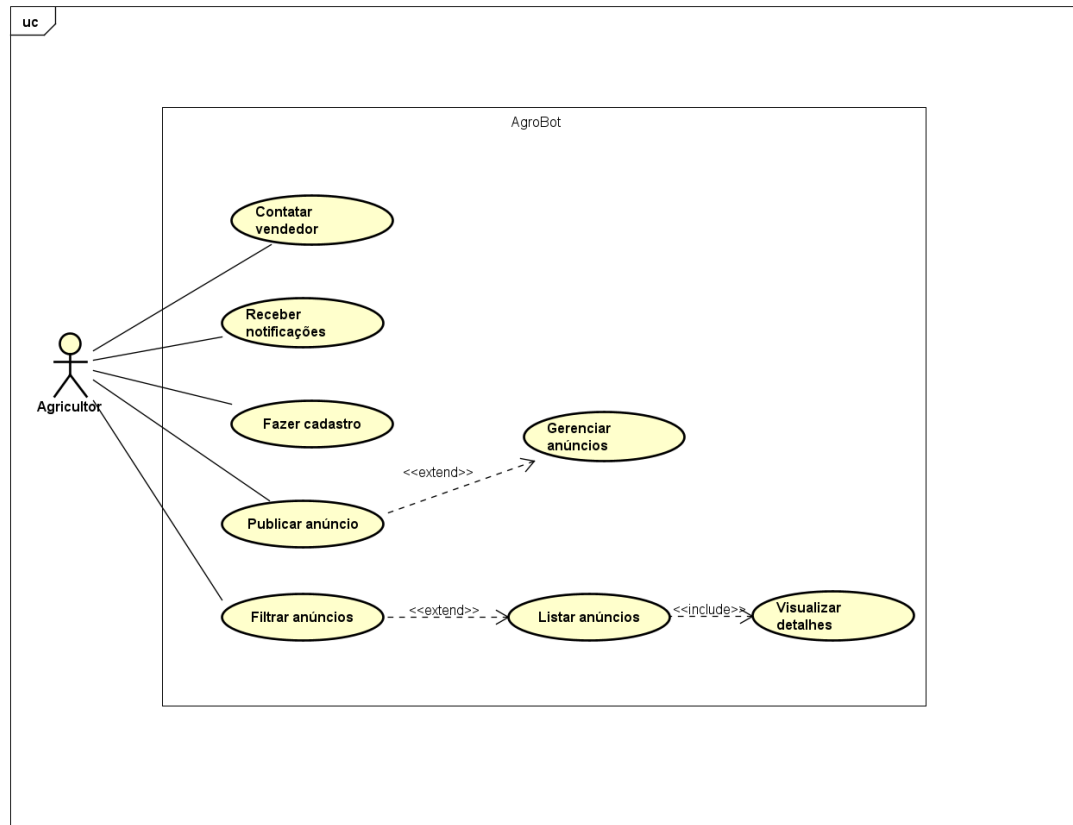 uc
AgroBot
Contatar
vendedor
Receber
notificações
Agricultor
Fazer cadastro
Gerenciar
anúncios
<<extend>>
Publicar anúncio
Filtrar anúncios
<<extend>>
Listar anúncios
<<include>>
Visualizar
detalhes